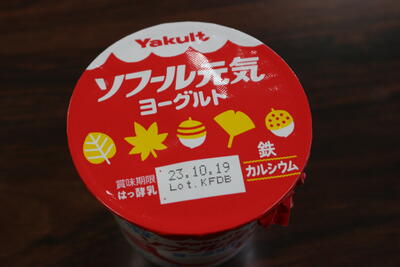 Yakult
ソフール元気
ヨーグルト
賞味期限
はっ酵乳
23.10.19
Lot.KFDB
鉄
カルシウム